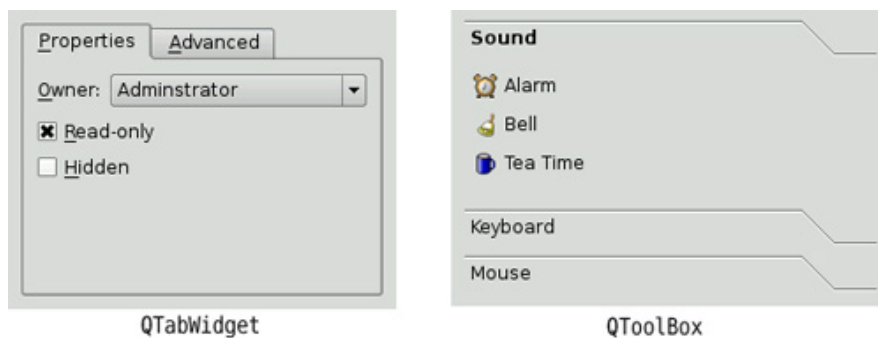 Properties
Advanced
Owner: Adminstrator
Read-only
Hidden
QTabWidget
Sound
Alarm
Bell
Tea Time
Keyboard
Mouse
QToolBox